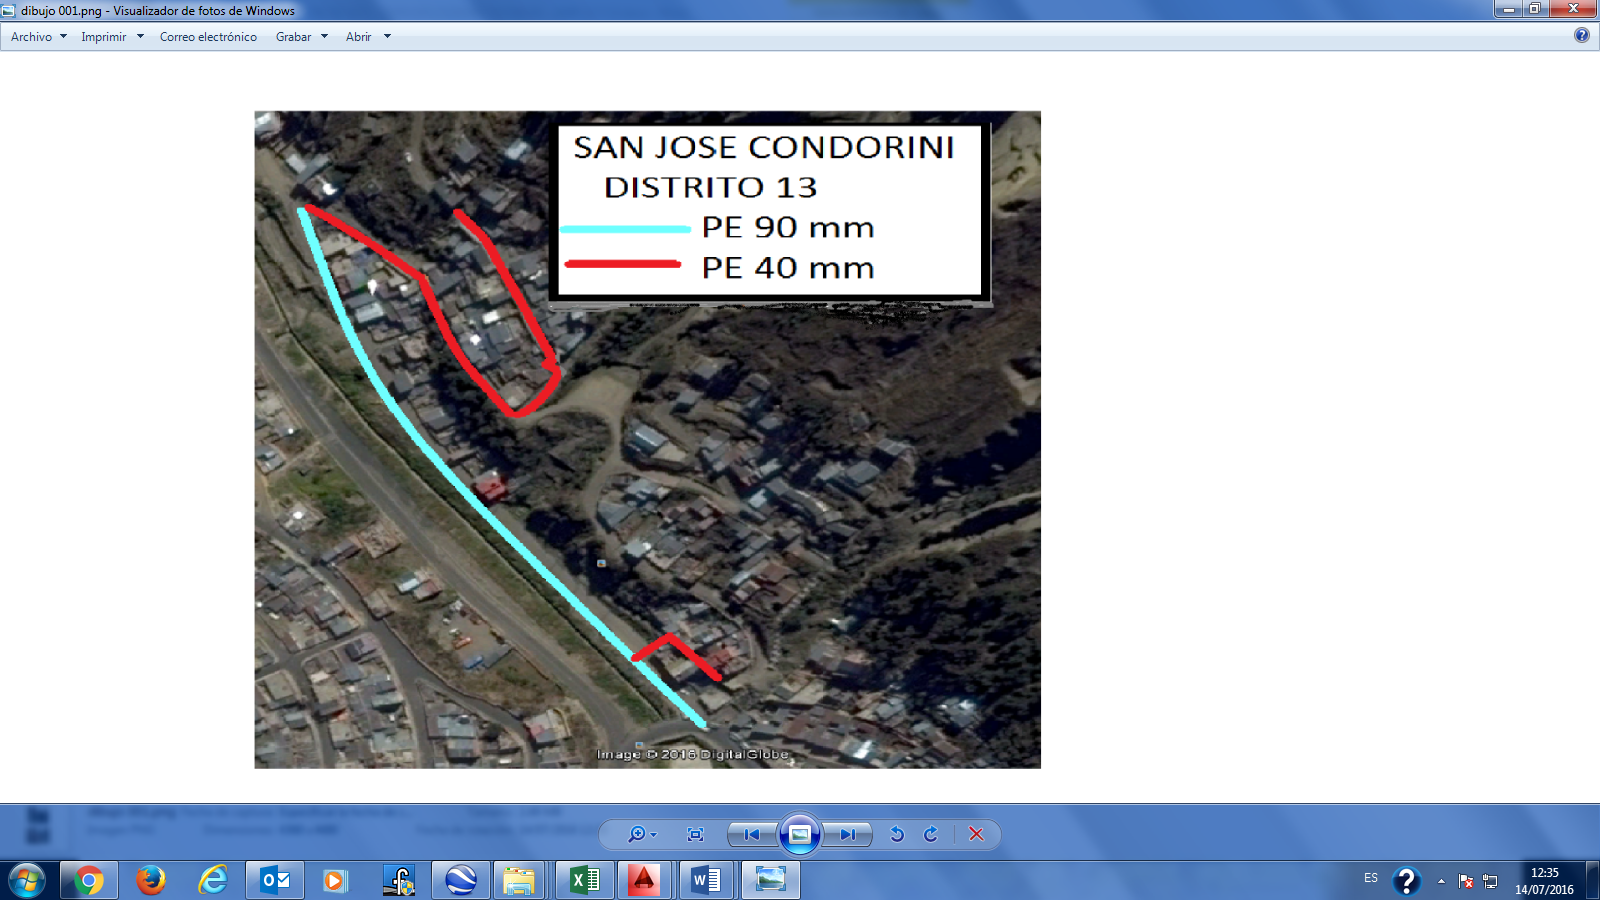 dibujo 001.png - Visualizador de fotos de Windows
Archivo Imprimir Correo electrónico Grabar Abrir
SAN JOSE CONDORINI
DISTRITO 13
PE 90 mm
PE 40 mm
Image © 2016 DigitalGlobe
ES
12:35
14/07/2016